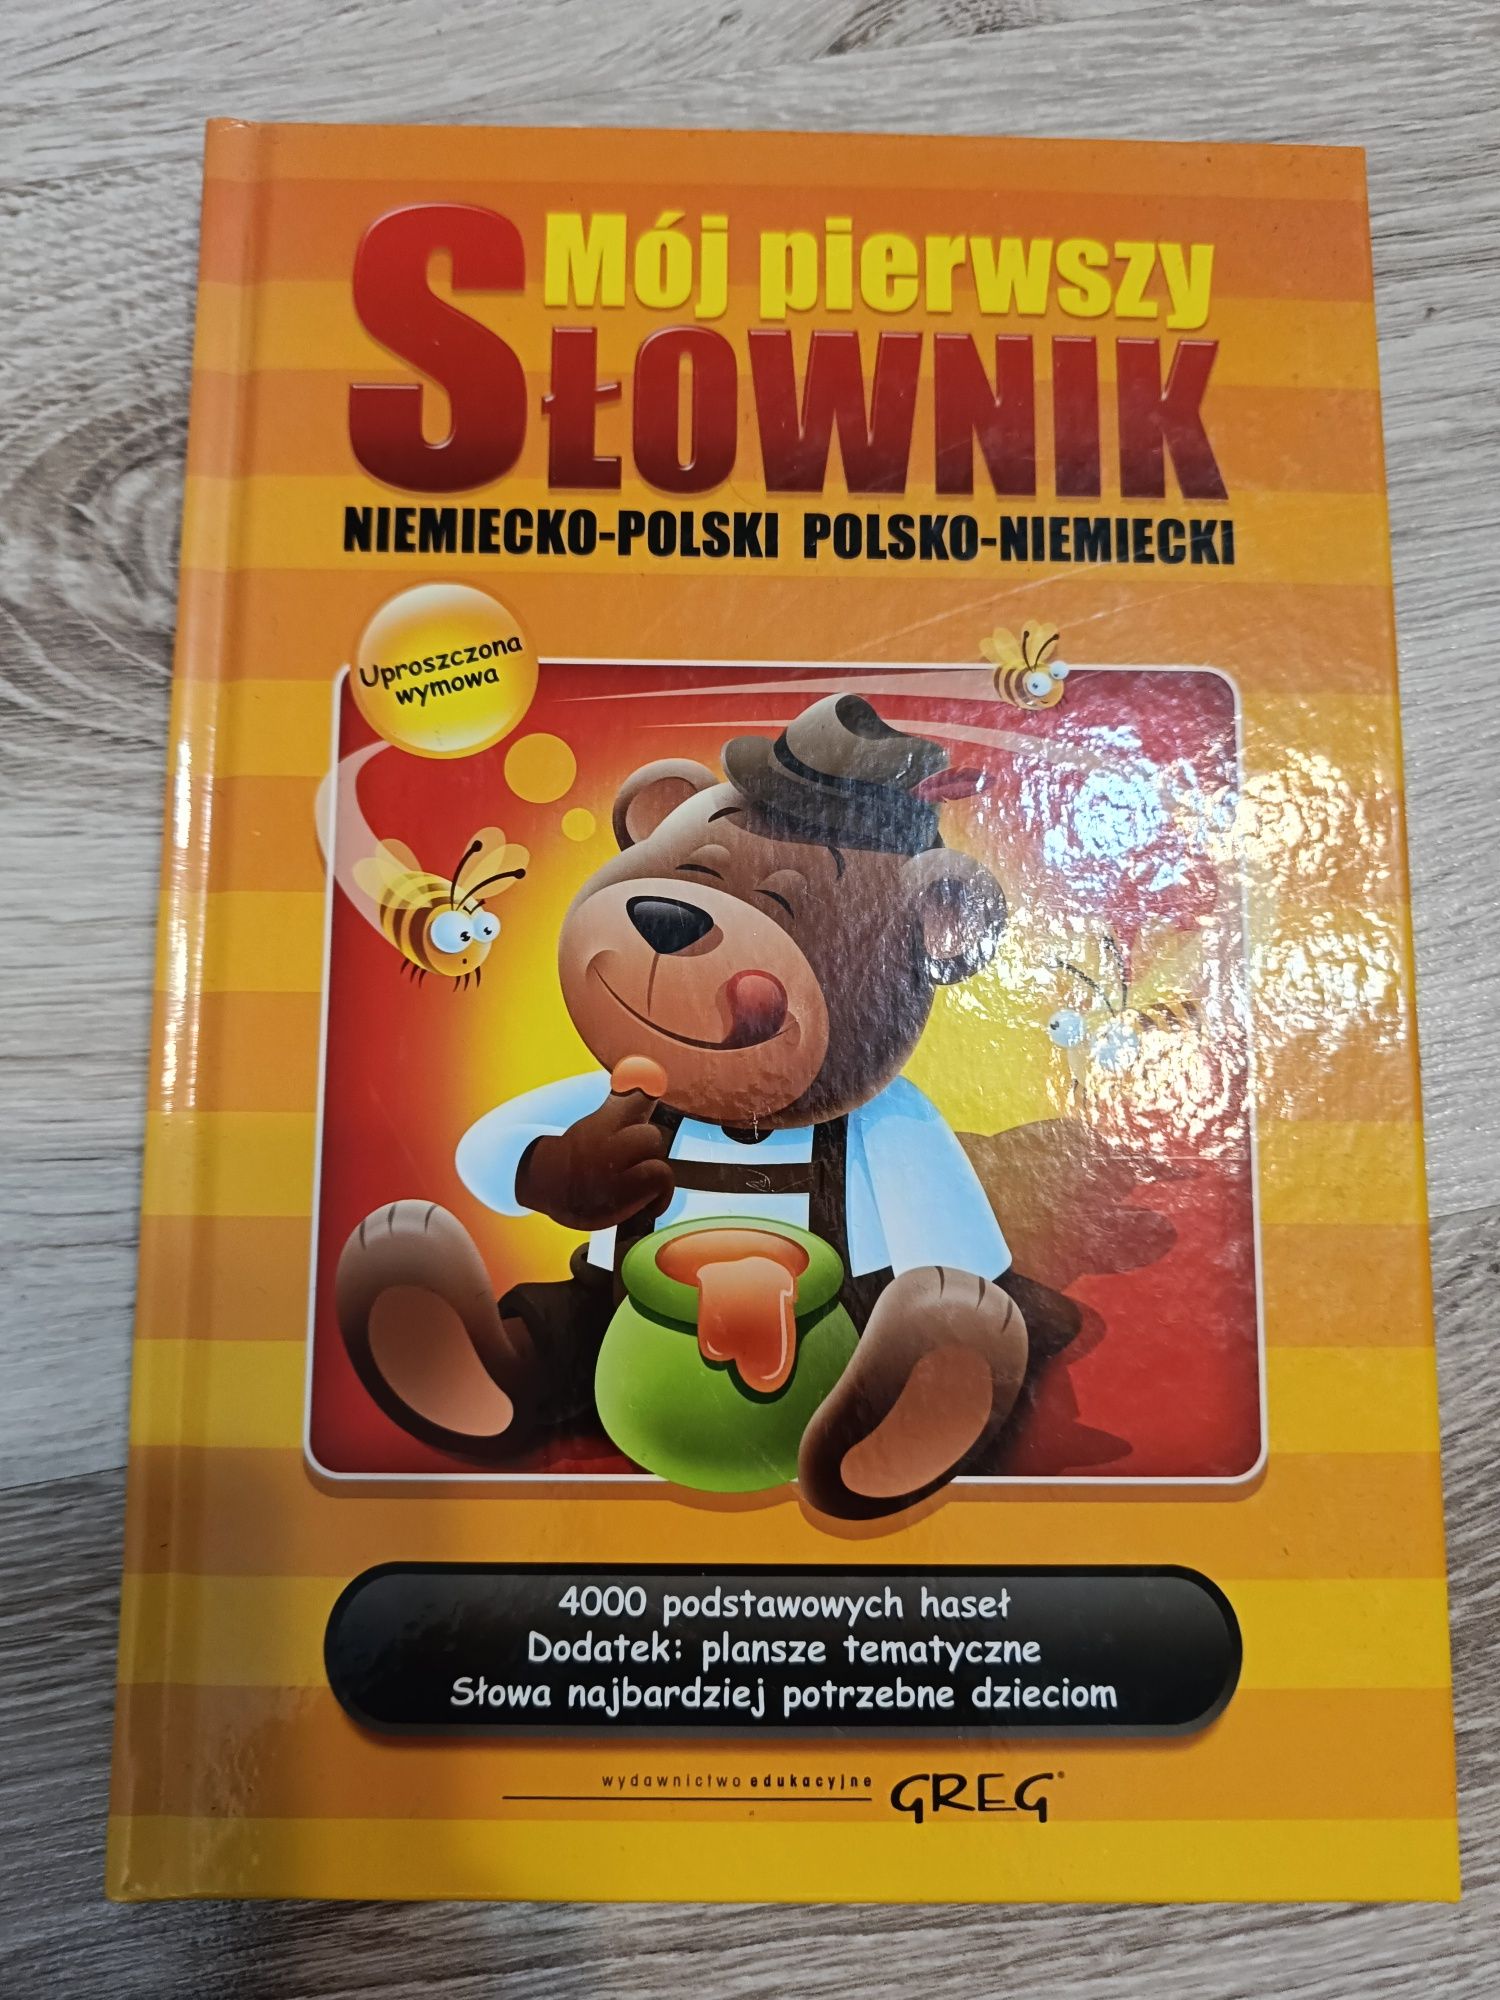 Mój pierwszy
SŁOWNIK
NIEMIECKO-POLSKI POLSKO-NIEMIECKI
Uproszczona
wymowa
4000 podstawowych haseł
Dodatek: plansze tematyczne
Słowa najbardziej potrzebne dzieciom
wydawnictwo edukacyjne GREG®